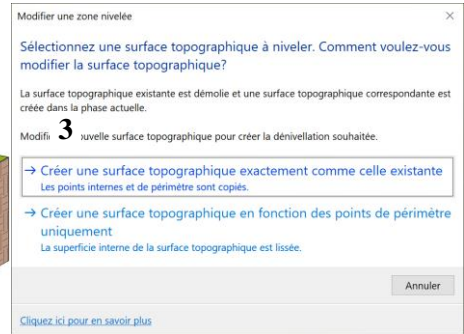 Modifier une zone nivelée
Sélectionnez une surface topographique à niveler. Comment voulez-vous
modifier la surface topographique?
La surface topographique existante est démolie et une surface topographique correspondante est
créée dans la phase actuelle.
3
surface topographique pour créer la dénivellation souhaitée.
→ Créer une surface topographique exactement comme celle existante
Les points internes et de périmètre sont copiés.
→ Créer une surface topographique en fonction des points de périmètre
uniquement
La superficie interne de la surface topographique est lissée.
Annuler
Cliquez ici pour en savoir plus